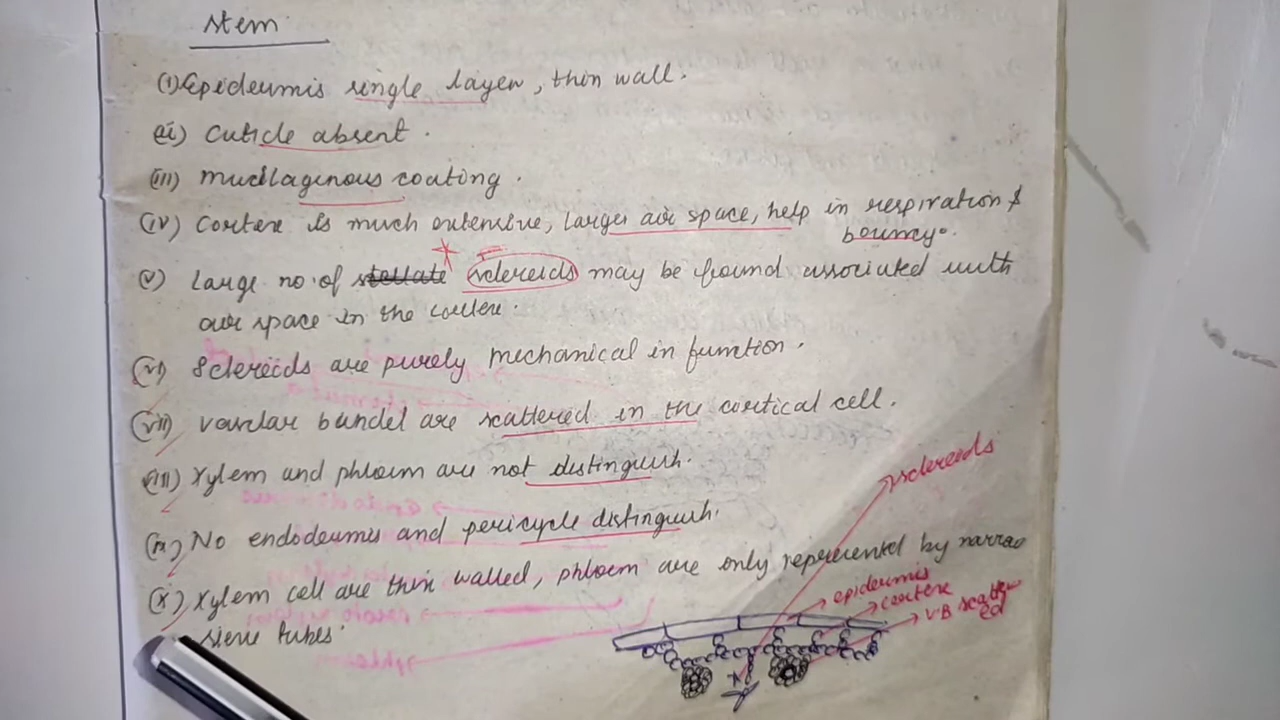 stem
(i) Epidermis single layer, thin wall.
(ii) Cuticle absent.
(iii) mucilaginous coating.
(iv) Cortex is much extensive, larger air space, help in respiration &
bouncy.
(v) Large no. of stellate sclereids may be found associated with
air space in the cortex.
(vi) Sclereids are purely mechanical in function.
(vii) vascular bundel are scattered in the cortical cell.
(viii) Xylem and phloem are not distinguish.
(ix) No endodermis and pericycle distinguish.
(x) Xylem cell are thin walled, phloem are only represented by narrow
sieve tubes.
sclereids
epidermis
cortex
VB scatter
ed